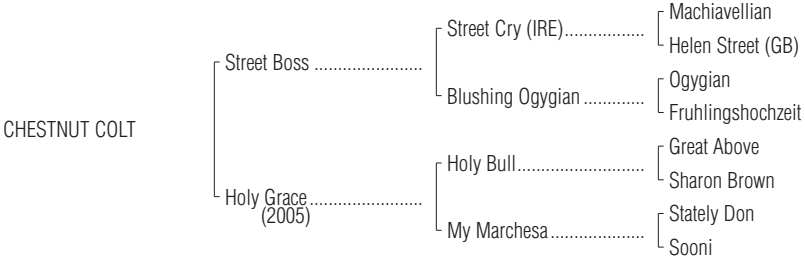 Machiavellian
Street Cry (IRE).................
Helen Street (GB)
Street Boss .......................
Ogygian
Blushing Ogygian .............
Fruhlingshochzeit
CHESTNUT COLT
Great Above
Holy Bull...........................
Sharon Brown
Holy Grace........................
(2005)
Stately Don
My Marchesa....................
Sooni